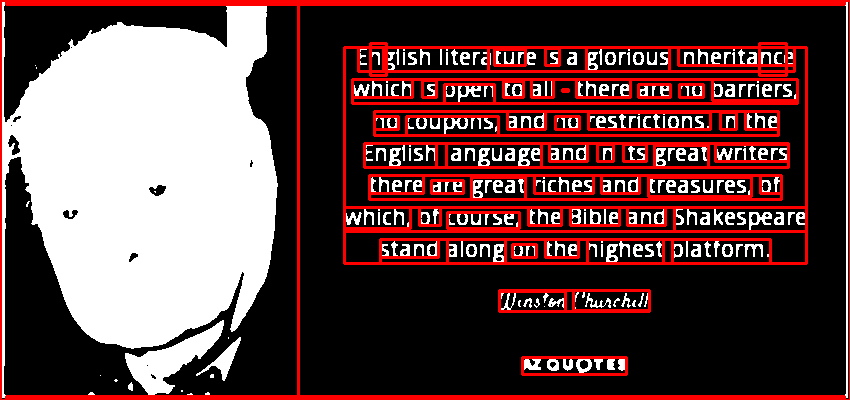 English literature is a glorious inheritance
which is open to all - there are no barriers,
no coupons, and no restrictions. In the
English language and in its great writers
there are great riches and treasures, of
which, of course, the Bible and Shakespeare
stand along on the highest platform.
Winston Churchill
AZ QUOTES